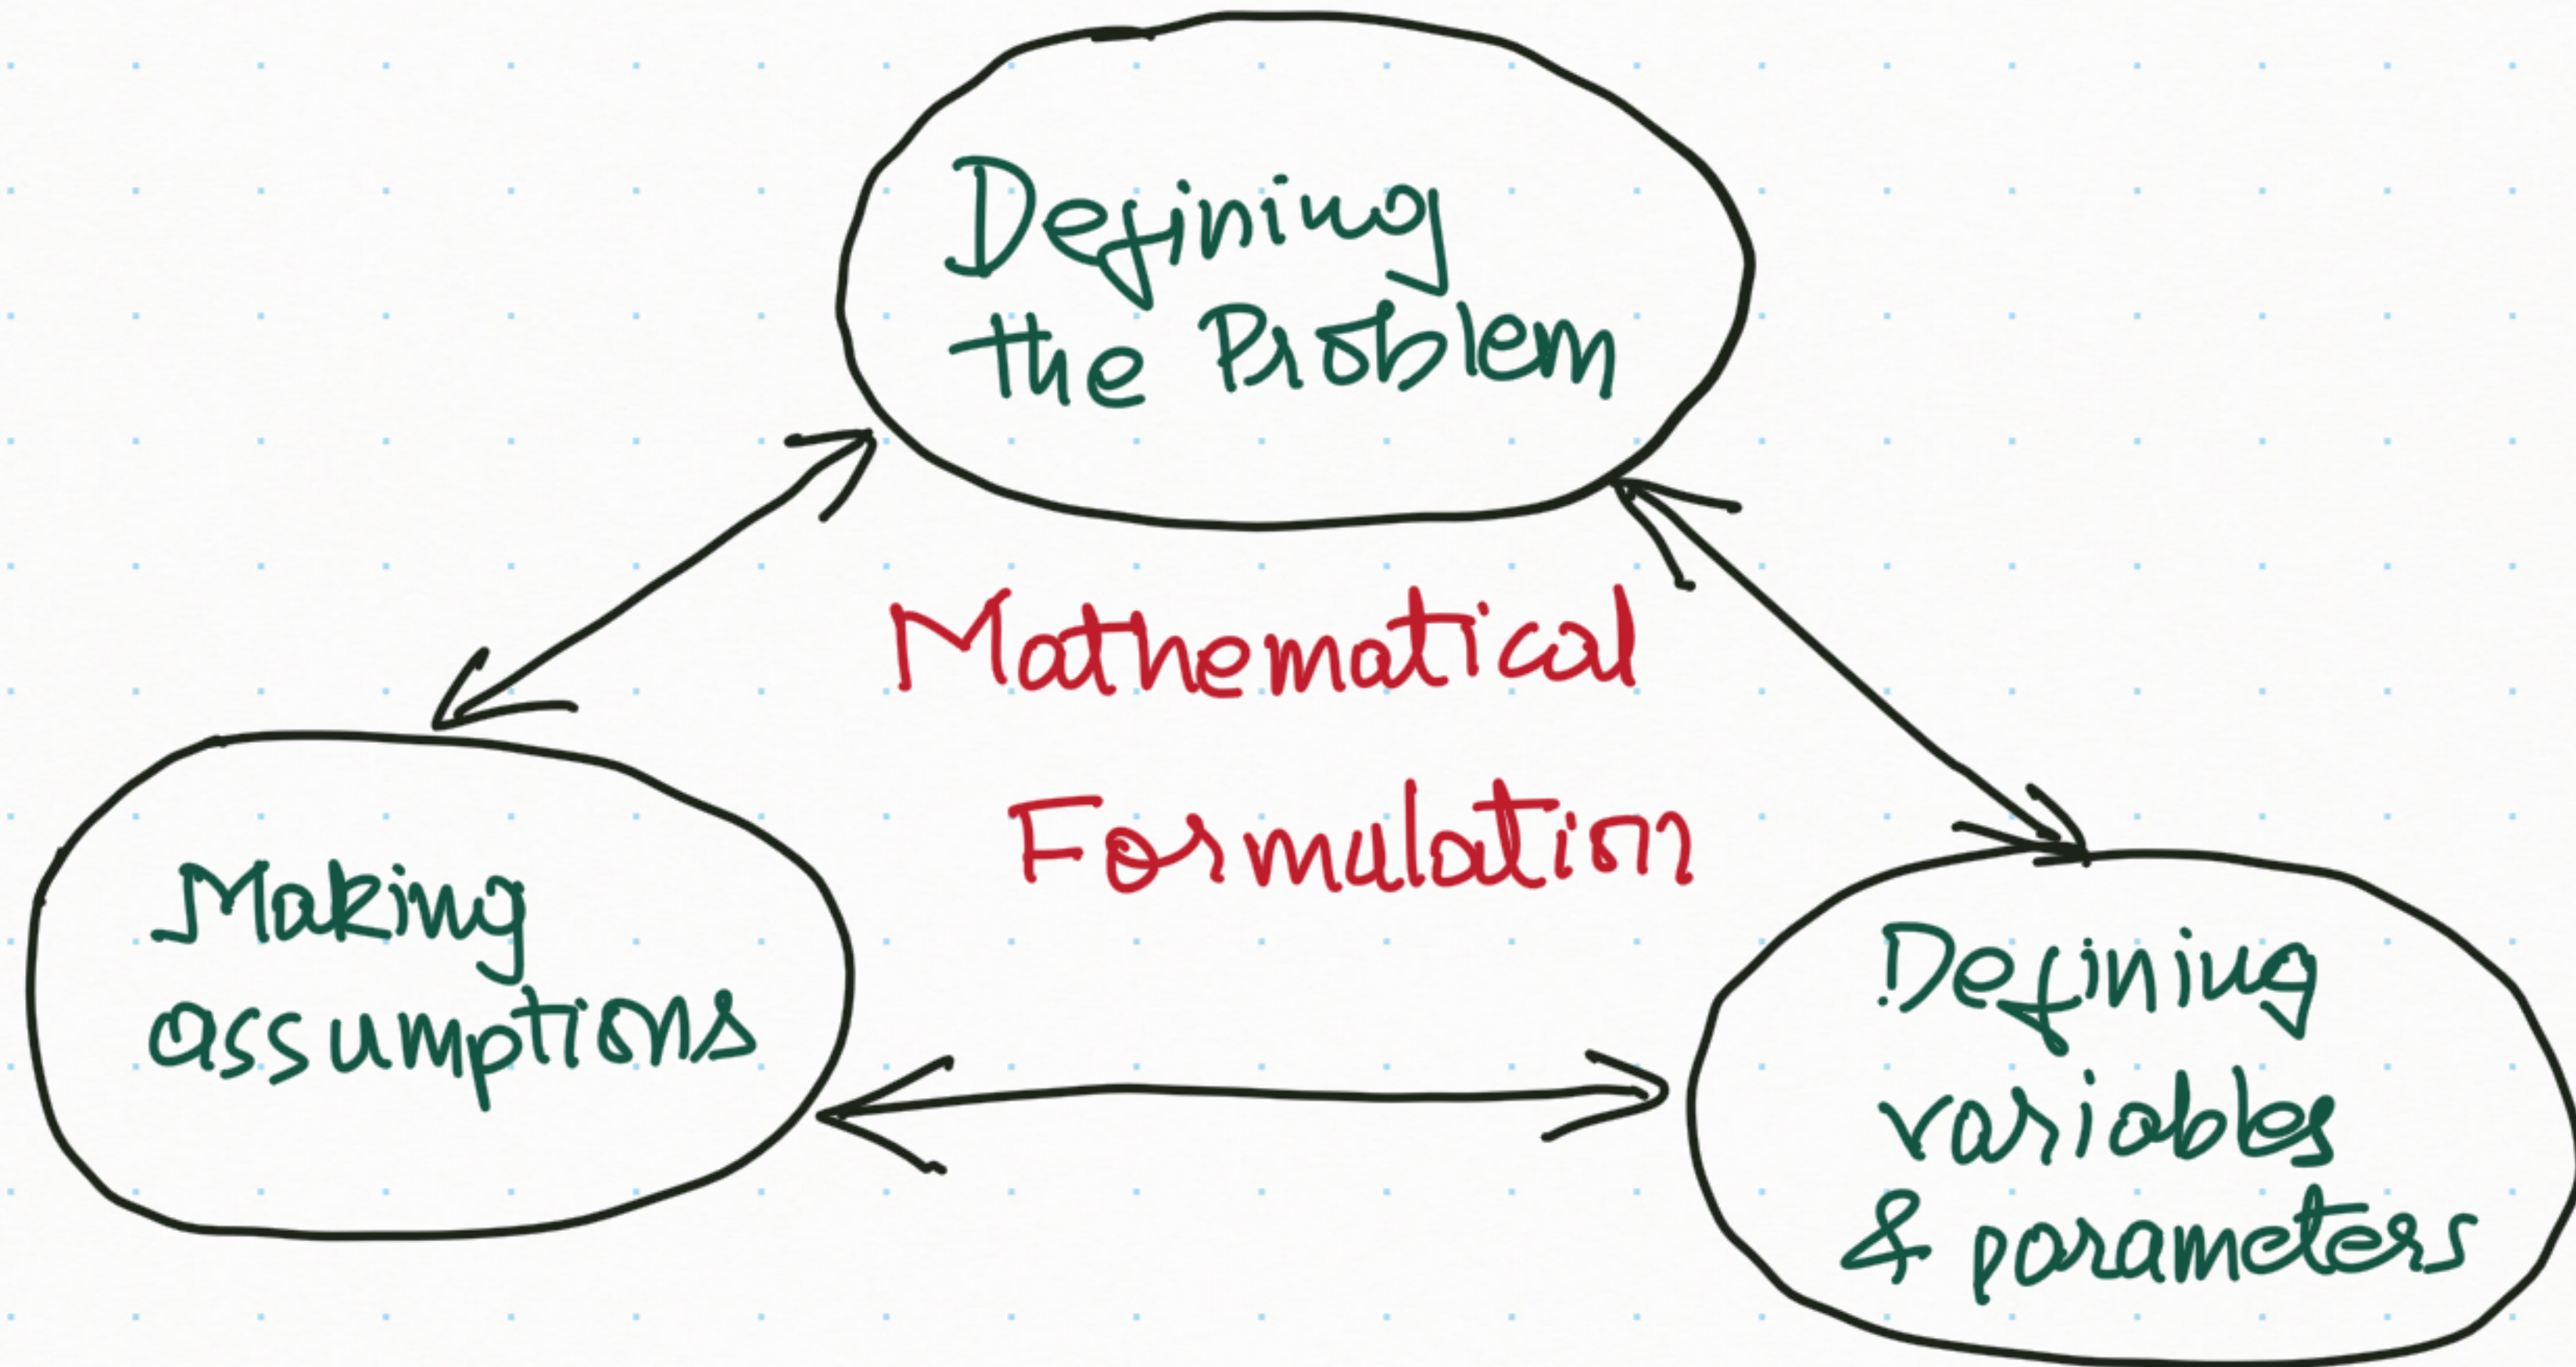 Defining
the Problem
Mathematical
Formulation
Making
assumptions
Defining
variables
& parameters